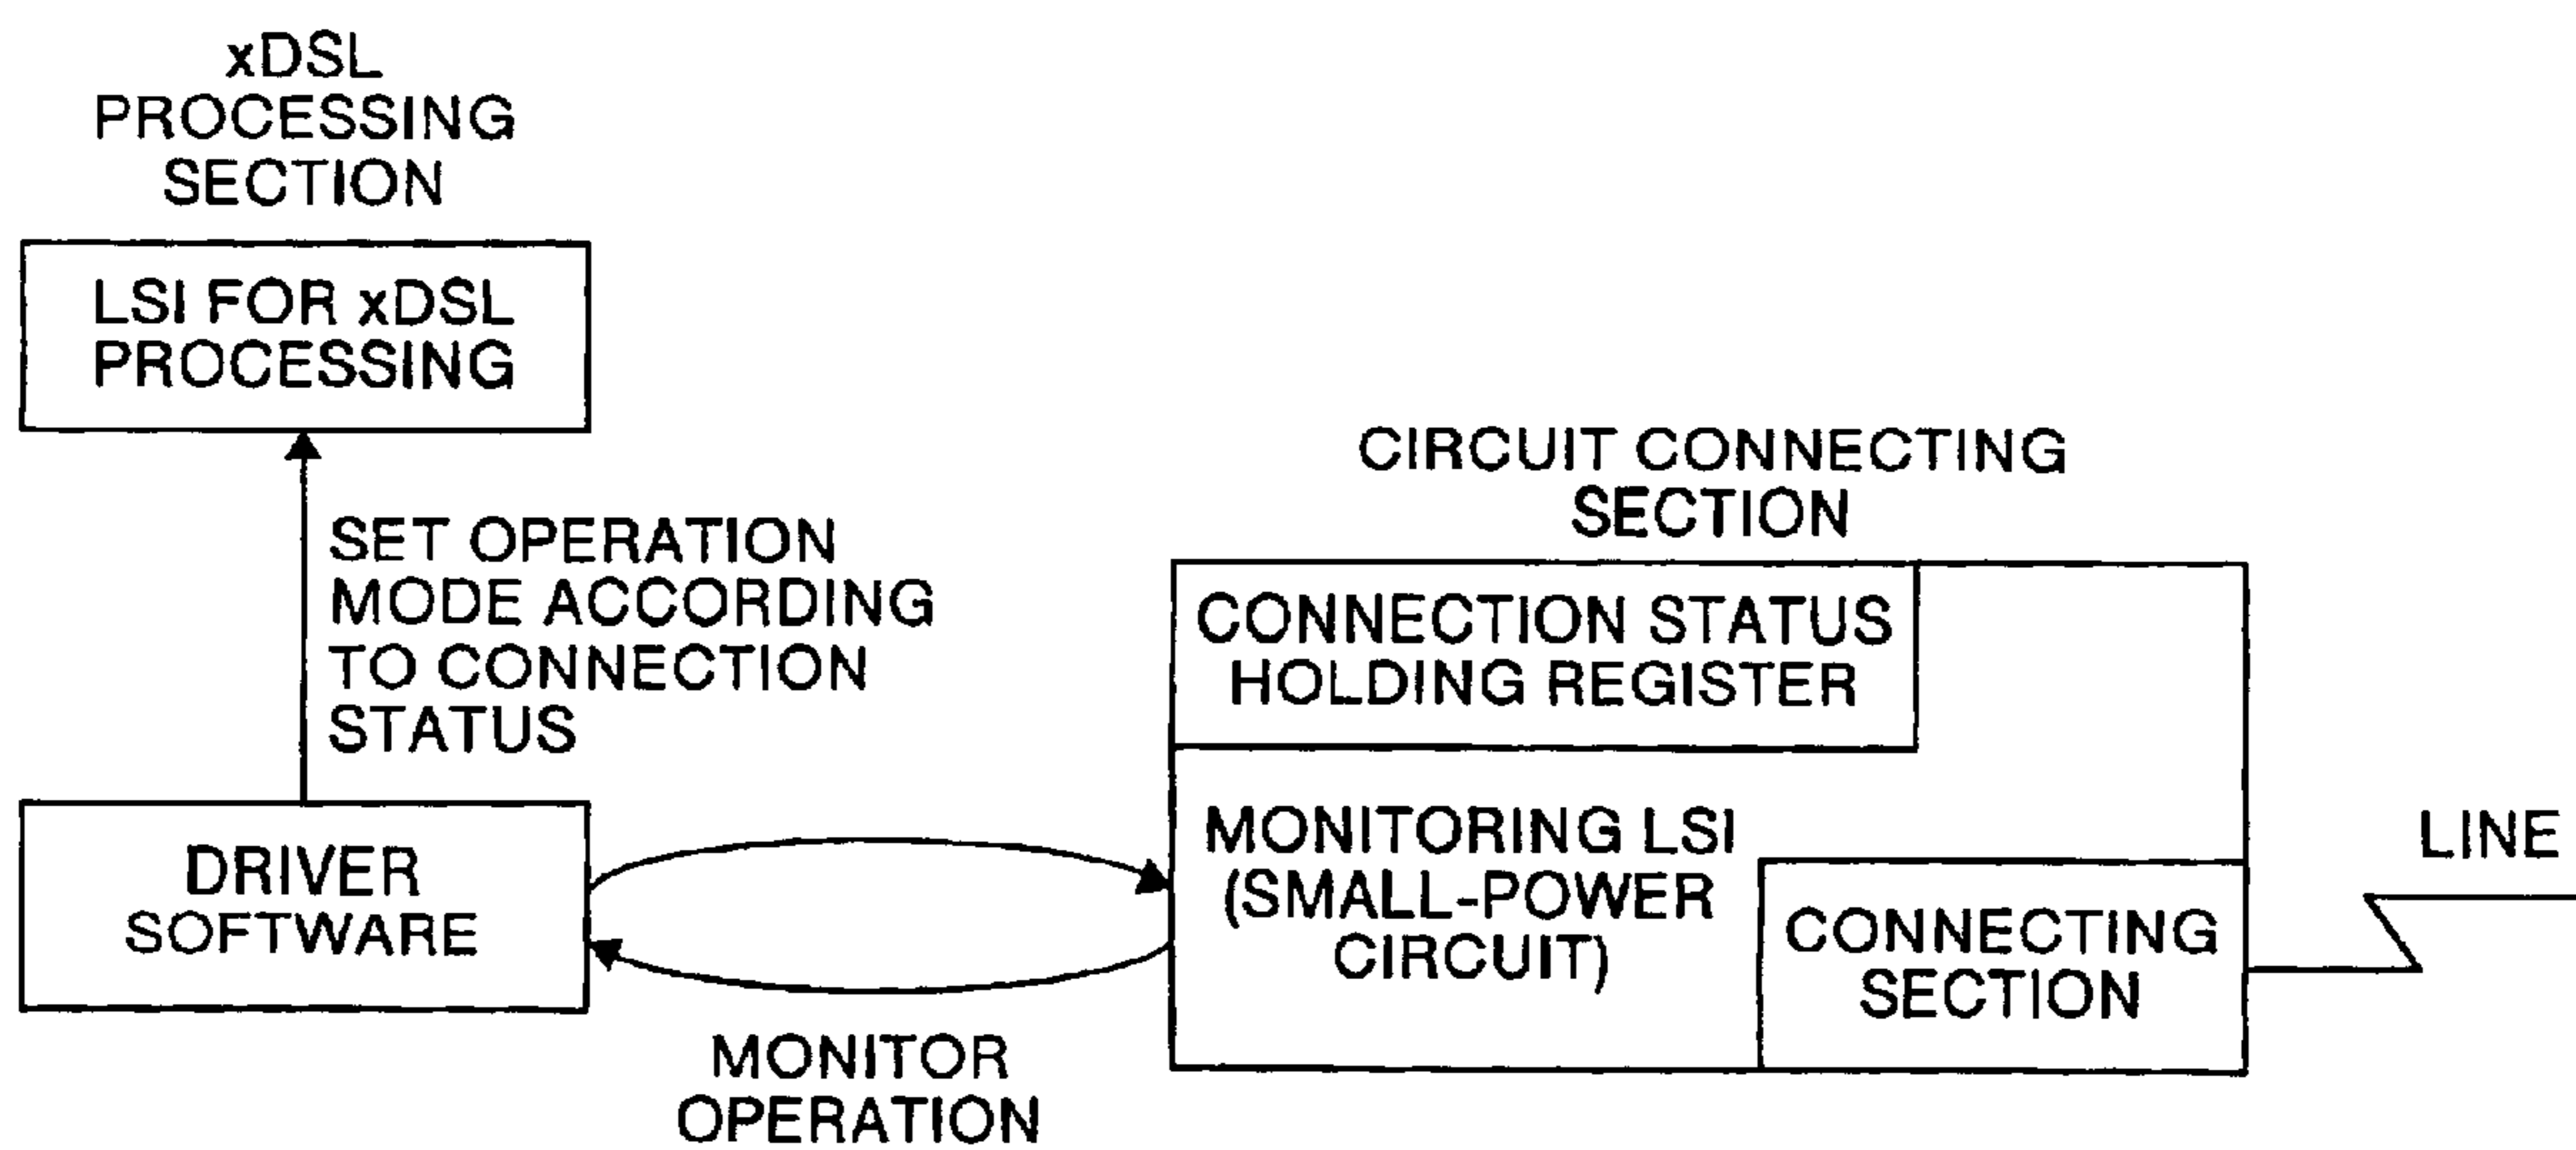 xDSL
PROCESSING
SECTION
LSI FOR xDSL
PROCESSING
SET OPERATION
MODE ACCORDING
TO CONNECTION
STATUS
DRIVER
SOFTWARE
MONITOR
OPERATION
CIRCUIT CONNECTING
SECTION
CONNECTION STATUS
HOLDING REGISTER
MONITORING LSI
(SMALL-POWER
CIRCUIT)
CONNECTING
SECTION
LINE